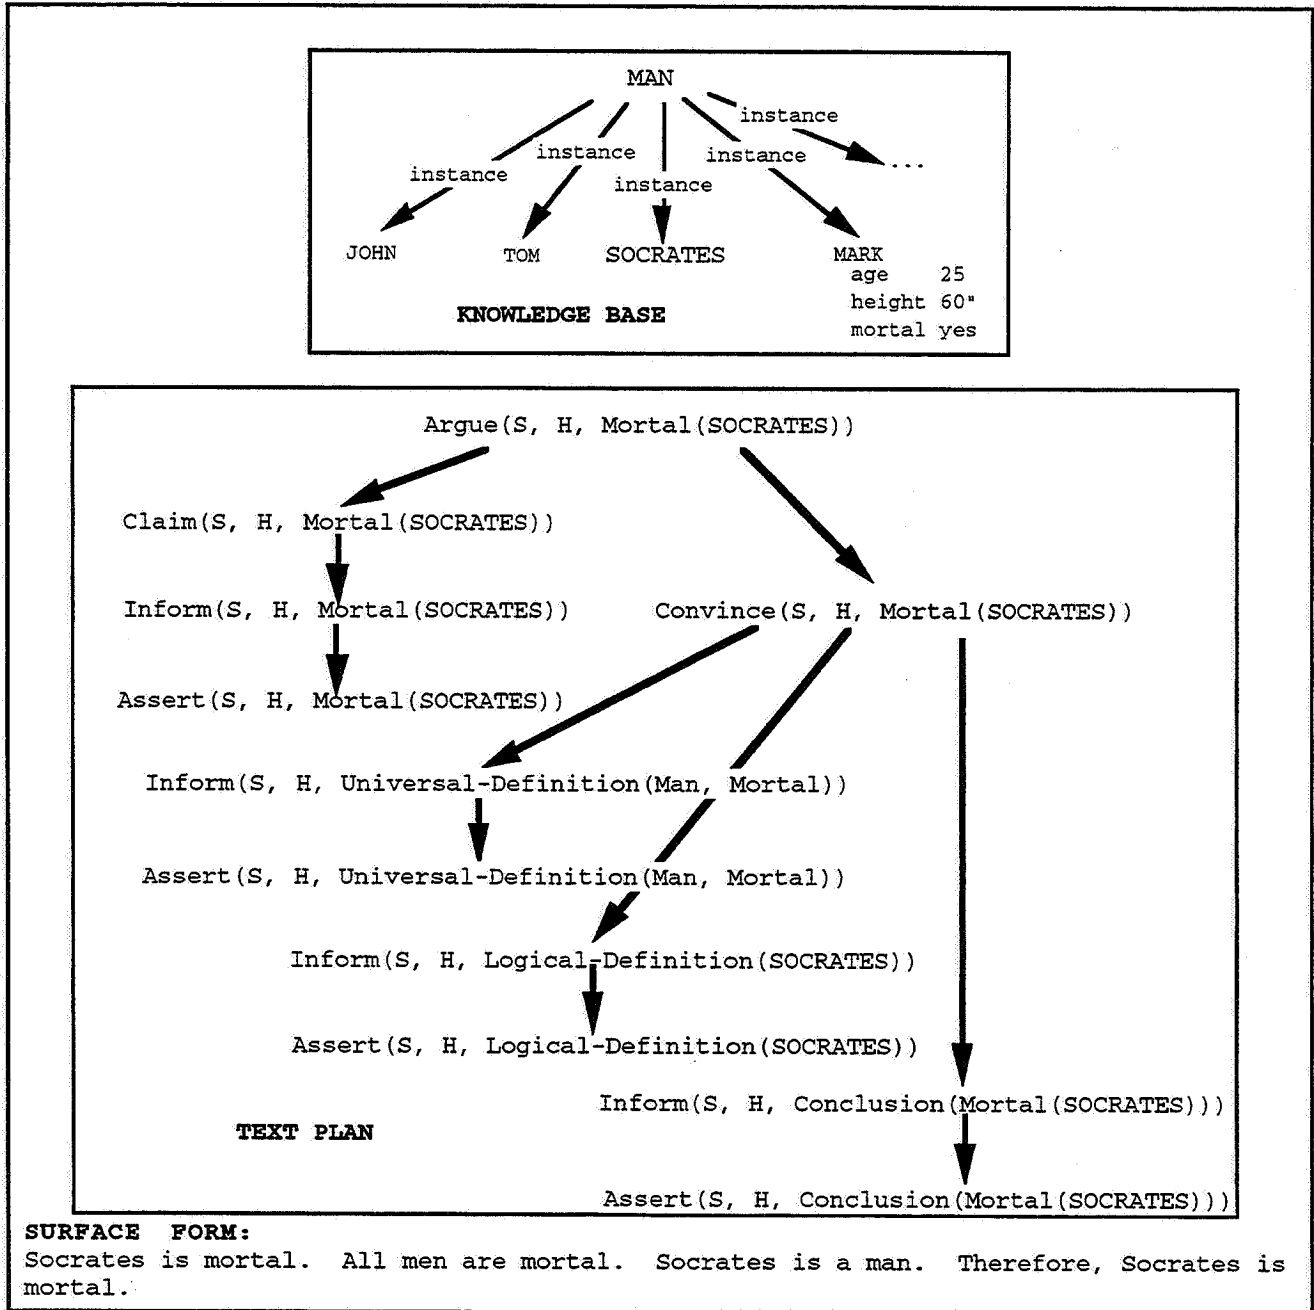 MAN
instance
instance instance
instance
instance
JOHN TOM SOCRATES MARK
age 25
height 60"
mortal yes
KNOWLEDGE BASE
Argue(S, H, Mortal(SOCRATES))
Claim(S, H, Mortal(SOCRATES))
Inform(S, H, Mortal(SOCRATES)) Convince(S, H, Mortal(SOCRATES))
Assert(S, H, Mortal(SOCRATES))
Inform(S, H, Universal-Definition(Man, Mortal))
Assert(S, H, Universal-Definition(Man, Mortal))
Inform(S, H, Logical-Definition(SOCRATES))
Assert(S, H, Logical-Definition(SOCRATES))
Inform(S, H, Conclusion(Mortal(SOCRATES)))
TEXT PLAN
Assert(S, H, Conclusion(Mortal(SOCRATES)))
SURFACE FORM:
Socrates is mortal. All men are mortal. Socrates is a man. Therefore, Socrates is
mortal.